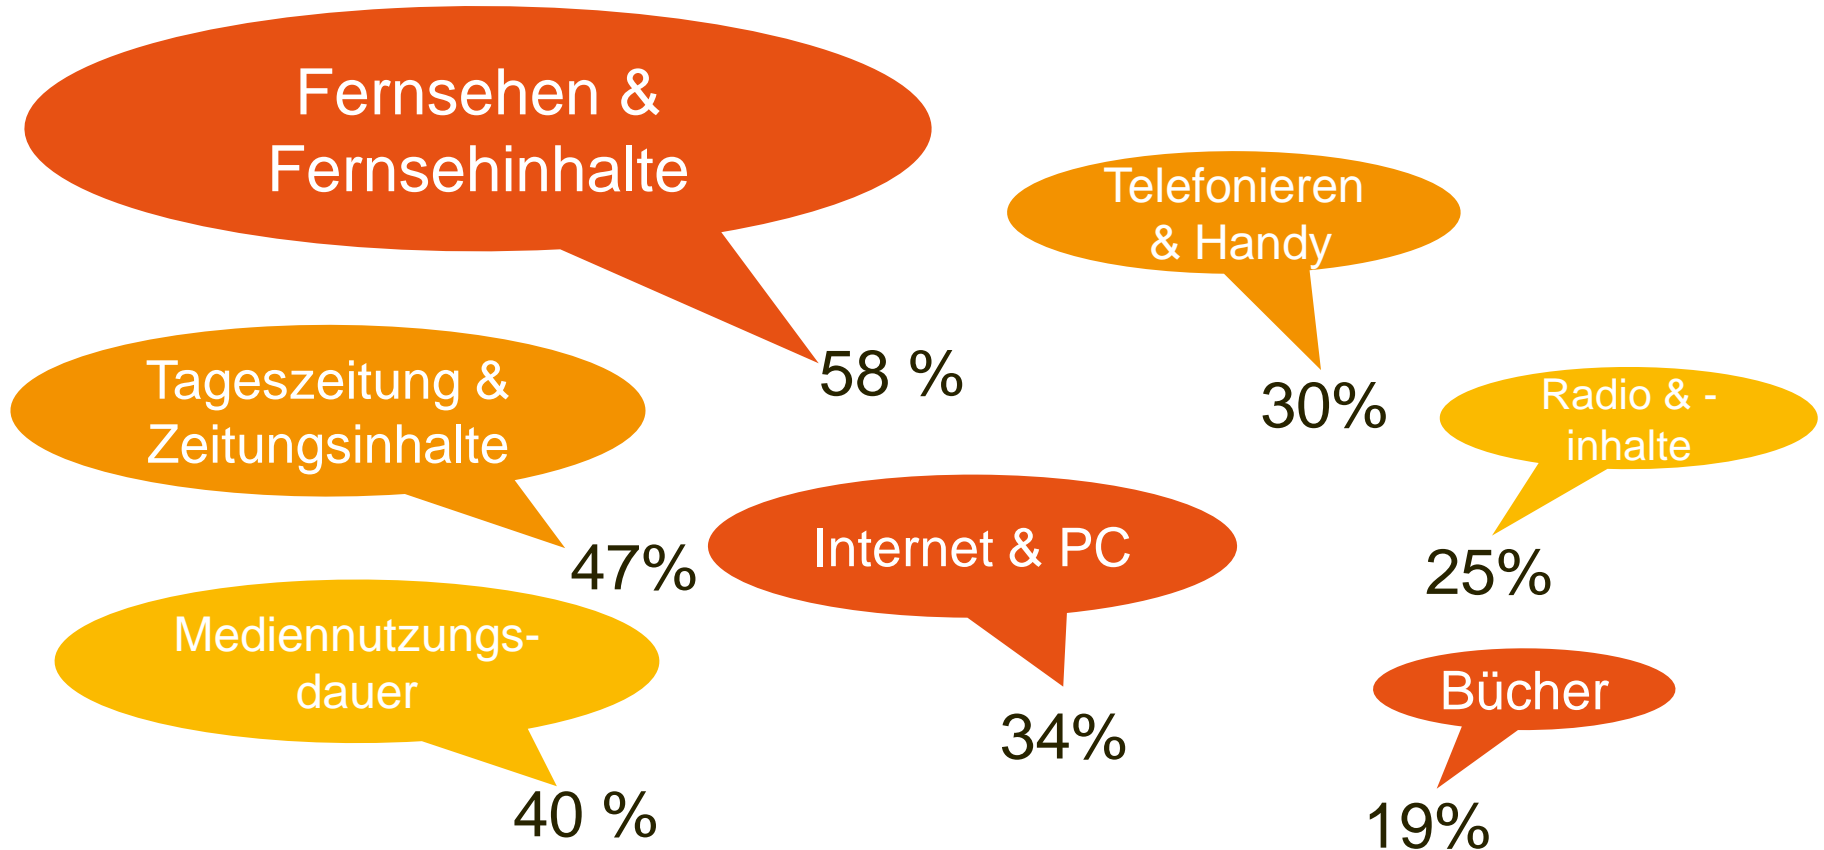 Fernsehen &
Fernsehinhalte
58 %
Telefonieren
& Handy
30%
Tageszeitung &
Zeitungsinhalte
47%
Radio & -
inhalte
25%
Internet & PC
34%
Mediennutzungs-
dauer
40 %
Bücher
19%